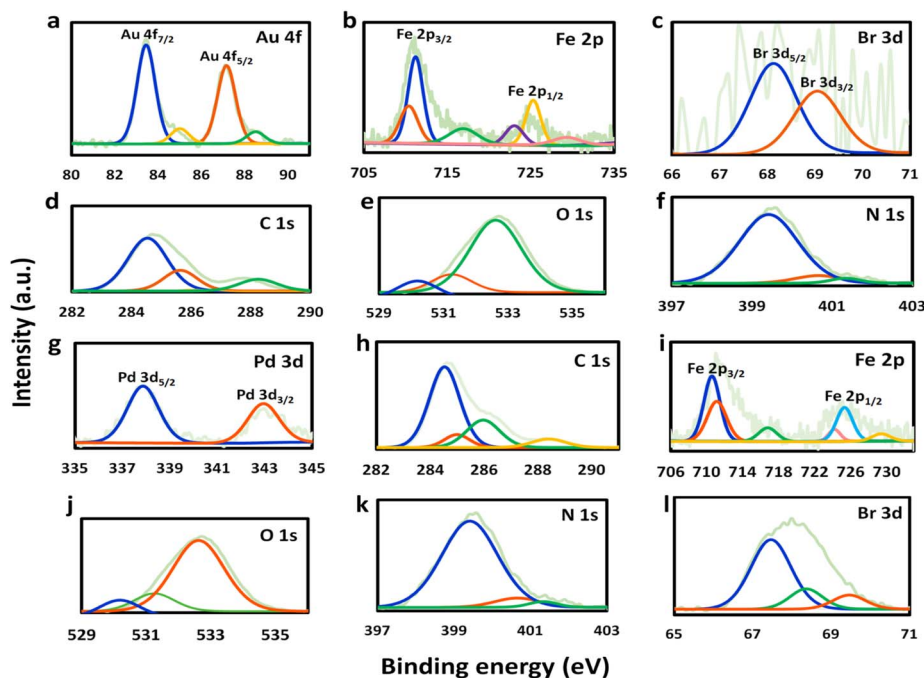 a Au 4f7/2 Au 4f5/2 Au 4f
b Fe 2p3/2 Fe 2p1/2 Fe 2p
c Br 3d5/2 Br 3d3/2 Br 3d
80 82 84 86 88 90
705 715 725 735
66 67 68 69 70 71
d C 1s
e O 1s
f N 1s
282 284 286 288 290
529 531 533 535
397 399 401 403
Intensity (a.u.)
g Pd 3d5/2 Pd 3d3/2 Pd 3d
h C 1s
i Fe 2p3/2 Fe 2p1/2 Fe 2p
335 337 339 341 343 345
282 284 286 288 290
706 710 714 718 722 726 730
j O 1s
k N 1s
l Br 3d
529 531 533 535
397 399 401 403
65 67 69 71
Binding energy (eV)